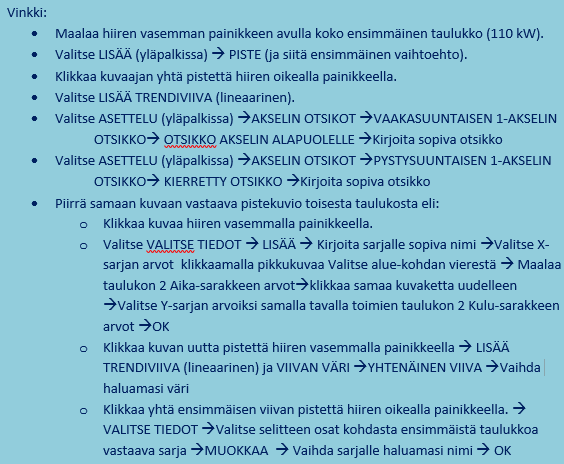 Vinkki:
• Maalaa hiiren vasemman painikkeen avulla koko ensimmäinen taulukko (110 kW).
• Valitse LISÄÄ (yläpalkissa) → PISTE (ja siitä ensimmäinen vaihtoehto).
• Klikkaa kuvaajan yhtä pistettä hiiren oikealla painikkeella.
• Valitse LISÄÄ TRENDIVIIVA (lineaarinen).
• Valitse ASETTELU (yläpalkissa) →AKSELIN OTSIKOT →VAAKASUUNTAISEN 1-AKSELIN
OTSIKKO→ OTSIKKO AKSELIN ALAPUOLELLE →Kirjoita sopiva otsikko
• Valitse ASETTELU (yläpalkissa) →AKSELIN OTSIKOT →PYSTYSUUNTAISEN 1-AKSELIN
OTSIKKO→ KIERRETTY OTSIKKO →Kirjoita sopiva otsikko
• Piirrä samaan kuvaan vastaava pistekuvio toisesta taulukosta eli:
o Klikkaa kuvaa hiiren vasemmalla painikkeella.
o Valitse VALITSE TIEDOT → LISÄÄ → Kirjoita sarjalle sopiva nimi →Valitse X-
sarjan arvot klikkaamalla pikkukuvaa Valitse alue-kohdan vierestä → Maalaa
taulukon 2 Aika-sarakkeen arvot→klikkaa samaa kuvaketta uudelleen
→Valitse Y-sarjan arvoiksi samalla tavalla toimien taulukon 2 Kulu-sarakkeen
arvot →OK
o Klikkaa kuvan uutta pistettä hiiren vasemmalla painikkeella → LISÄÄ
TRENDIVIIVA (lineaarinen) ja VIIVAN VÄRI →YHTENÄINEN VIIVA →Vaihda
haluamasi väri
o Klikkaa yhtä ensimmäisen viivan pistettä hiiren oikealla painikkeella. →
VALITSE TIEDOT →Valitse selitteen osat kohdasta ensimmäistä taulukkoa
vastaava sarja →MUOKKAA → Vaihda sarjalle haluamasi nimi → OK